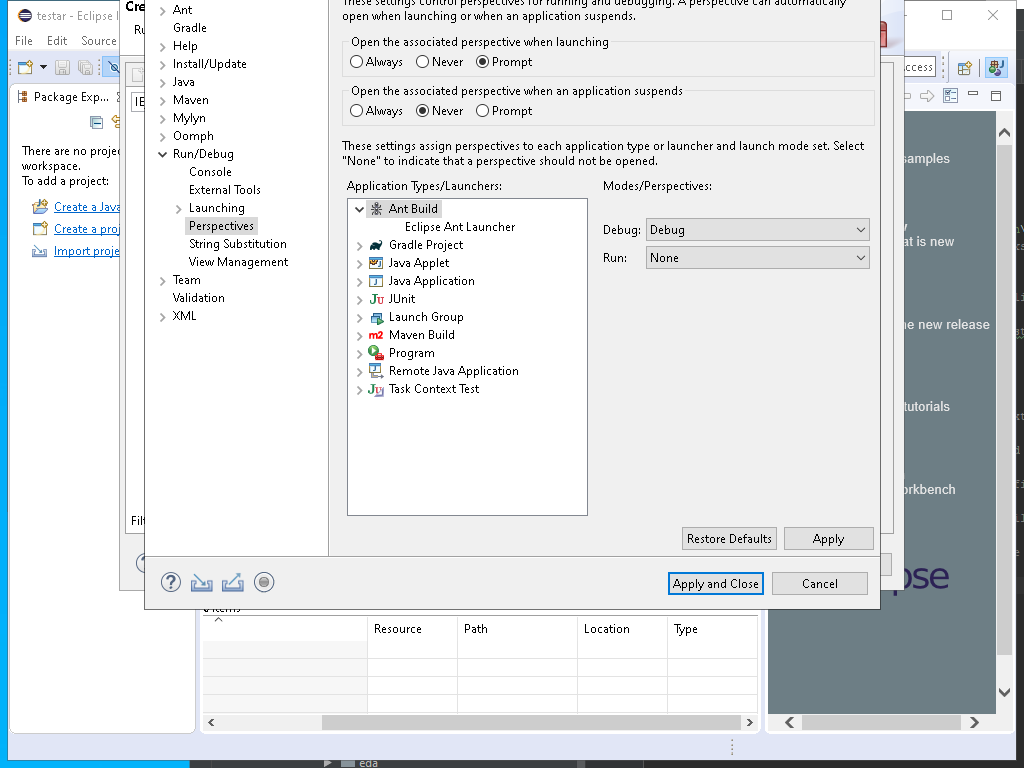 testar - Eclipse
Cre
File Edit Source
Ru
Package Exp...
There are no proje
workspace.
To add a project:
Create a Java
Create a proj
Import proje
Filt
Ant
Gradle
Help
Install/Update
Java
Maven
Mylyn
Oomph
Run/Debug
Console
External Tools
Launching
Perspectives
String Substitution
View Management
Team
Validation
XML
These settings control perspectives for running and debugging. A perspective can automatically
open when launching or when an application suspends.
Open the associated perspective when launching
Always Never Prompt
Open the associated perspective when an application suspends
Always Never Prompt
These settings assign perspectives to each application type or launcher and launch mode set. Select
"None" to indicate that a perspective should not be opened.
Application Types/Launchers: Modes/Perspectives:
Ant Build
Eclipse Ant Launcher
Gradle Project
Java Applet
Java Application
JUnit
Launch Group
Maven Build
Program
Remote Java Application
Task Context Test
Debug: Debug
Run: None
Restore Defaults Apply
Apply and Close Cancel
ccess
samples
at is new
he new release
tutorials
orkbench
pse
Resource Path Location Type
eda